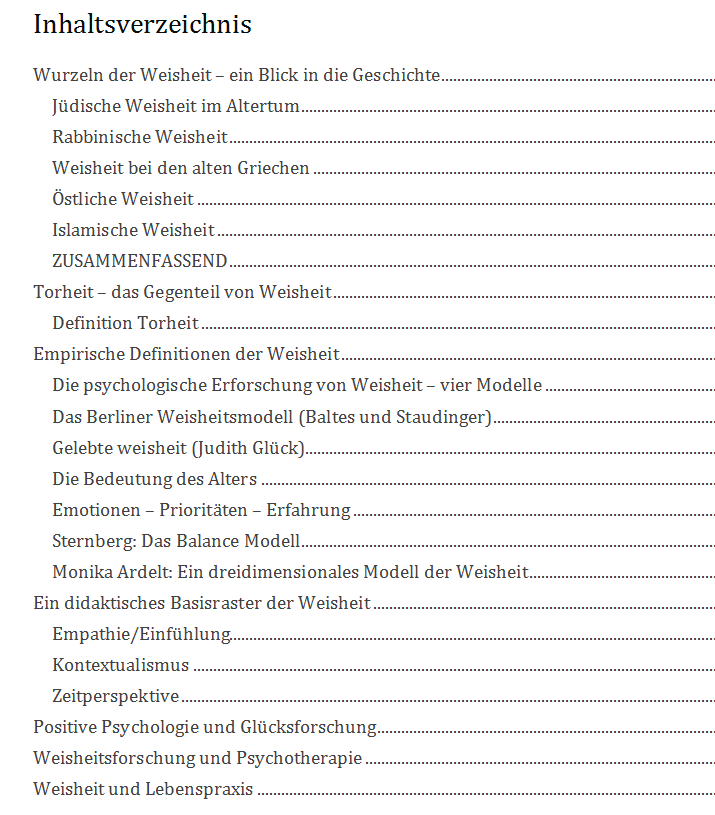 Inhaltsverzeichnis
Wurzeln der Weisheit – ein Blick in die Geschichte
Jüdische Weisheit im Altertum
Rabbinische Weisheit
Weisheit bei den alten Griechen
Östliche Weisheit
Islamische Weisheit
ZUSAMMENFASSEND
Torheit – das Gegenteil von Weisheit
Definition Torheit
Empirische Definitionen der Weisheit
Die psychologische Erforschung von Weisheit – vier Modelle
Das Berliner Weisheitsmodell (Baltes und Staudinger)
Gelebte weisheit (Judith Glück)
Die Bedeutung des Alters
Emotionen – Prioritäten – Erfahrung
Sternberg: Das Balance Modell
Monika Ardelt: Ein dreidimensionales Modell der Weisheit
Ein didaktisches Basisraster der Weisheit
Empathie/Einfühlung
Kontextualismus
Zeitperspektive
Positive Psychologie und Glücksforschung
Weisheitsforschung und Psychotherapie
Weisheit und Lebenspraxis